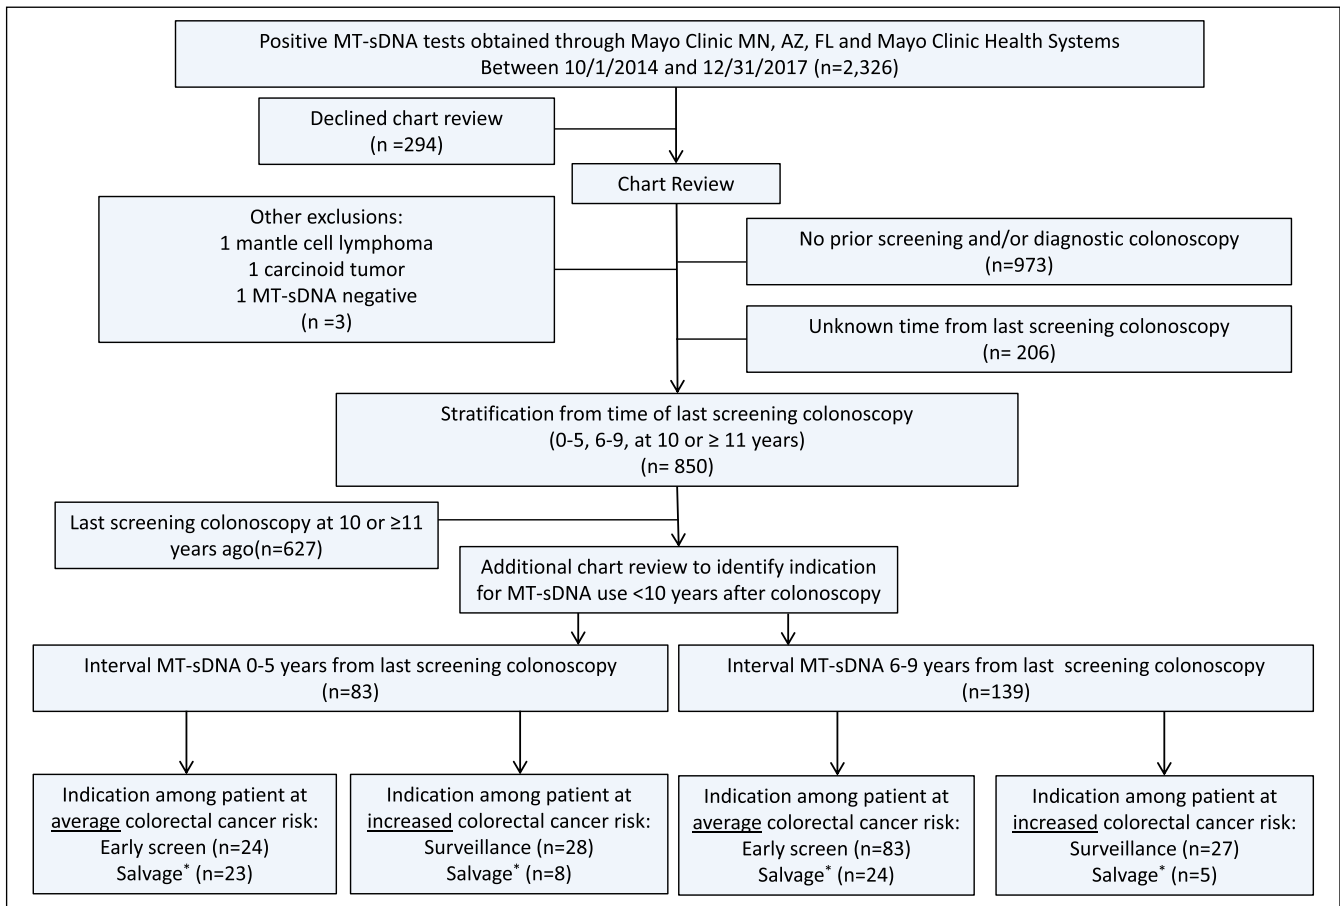 Positive MT-sDNA tests obtained through Mayo Clinic MN, AZ, FL and Mayo Clinic Health Systems
Between 10/1/2014 and 12/31/2017 (n=2,326)
Declined chart review
(n =294)
Chart Review
Other exclusions:
1 mantle cell lymphoma
1 carcinoid tumor
1 MT-sDNA negative
(n =3)
No prior screening and/or diagnostic colonoscopy
(n=973)
Unknown time from last screening colonoscopy
(n= 206)
Stratification from time of last screening colonoscopy
(0-5, 6-9, at 10 or ≥ 11 years)
(n= 850)
Last screening colonoscopy at 10 or ≥11
years ago(n=627)
Additional chart review to identify indication
for MT-sDNA use <10 years after colonoscopy
Interval MT-sDNA 0-5 years from last screening colonoscopy
(n=83)
Interval MT-sDNA 6-9 years from last  screening colonoscopy
(n=139)
Indication among patient at
average colorectal cancer risk:
Early screen (n=24)
Salvage* (n=23)
Indication among patient at
increased colorectal cancer risk:
Surveillance (n=28)
Salvage* (n=8)
Indication among patient at
average colorectal cancer risk:
Early screen (n=83)
Salvage* (n=24)
Indication among patient at
increased colorectal cancer risk:
Surveillance (n=27)
Salvage* (n=5)